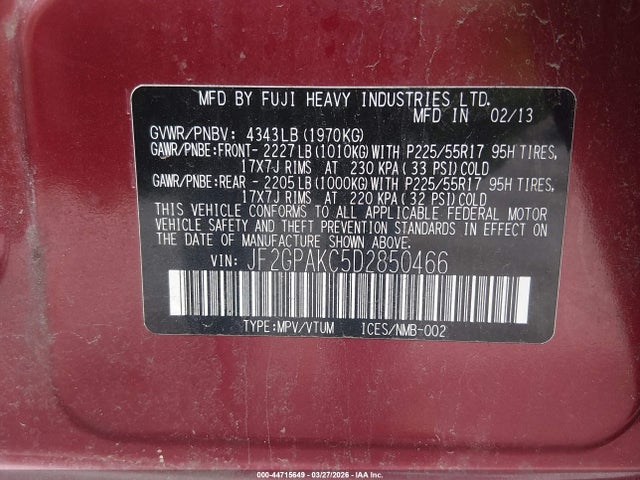 MFD BY FUJI HEAVY INDUSTRIES LTD.
MFD IN 02/13
GVWR/PNBV: 4343LB (1970KG)
GAWR/PNBE:FRONT- 2227LB(1010KG)WITH P225/55R17 95H TIRES,
17X7J RIMS AT 230 KPA( 33 PSI)COLD
GAWR/PNBE:REAR - 2205LB(1000KG)WITH P225/55R17 95H TIRES,
17X7J RIMS AT 220 KPA( 32 PSI)COLD
THIS VEHICLE CONFORMS TO ALL APPLICABLE FEDERAL MOTOR
VEHICLE SAFETY AND THEFT PREVENTION STANDARDS IN EFFECT
ON THE DATE OF MANUFACTURE SHOWN ABOVE.
VIN: JF2GPAKC5D2850466
TYPE:MPV/VTUM ICES/NMB-002
000-44715649 - 03/27/2026 - IAA Inc.